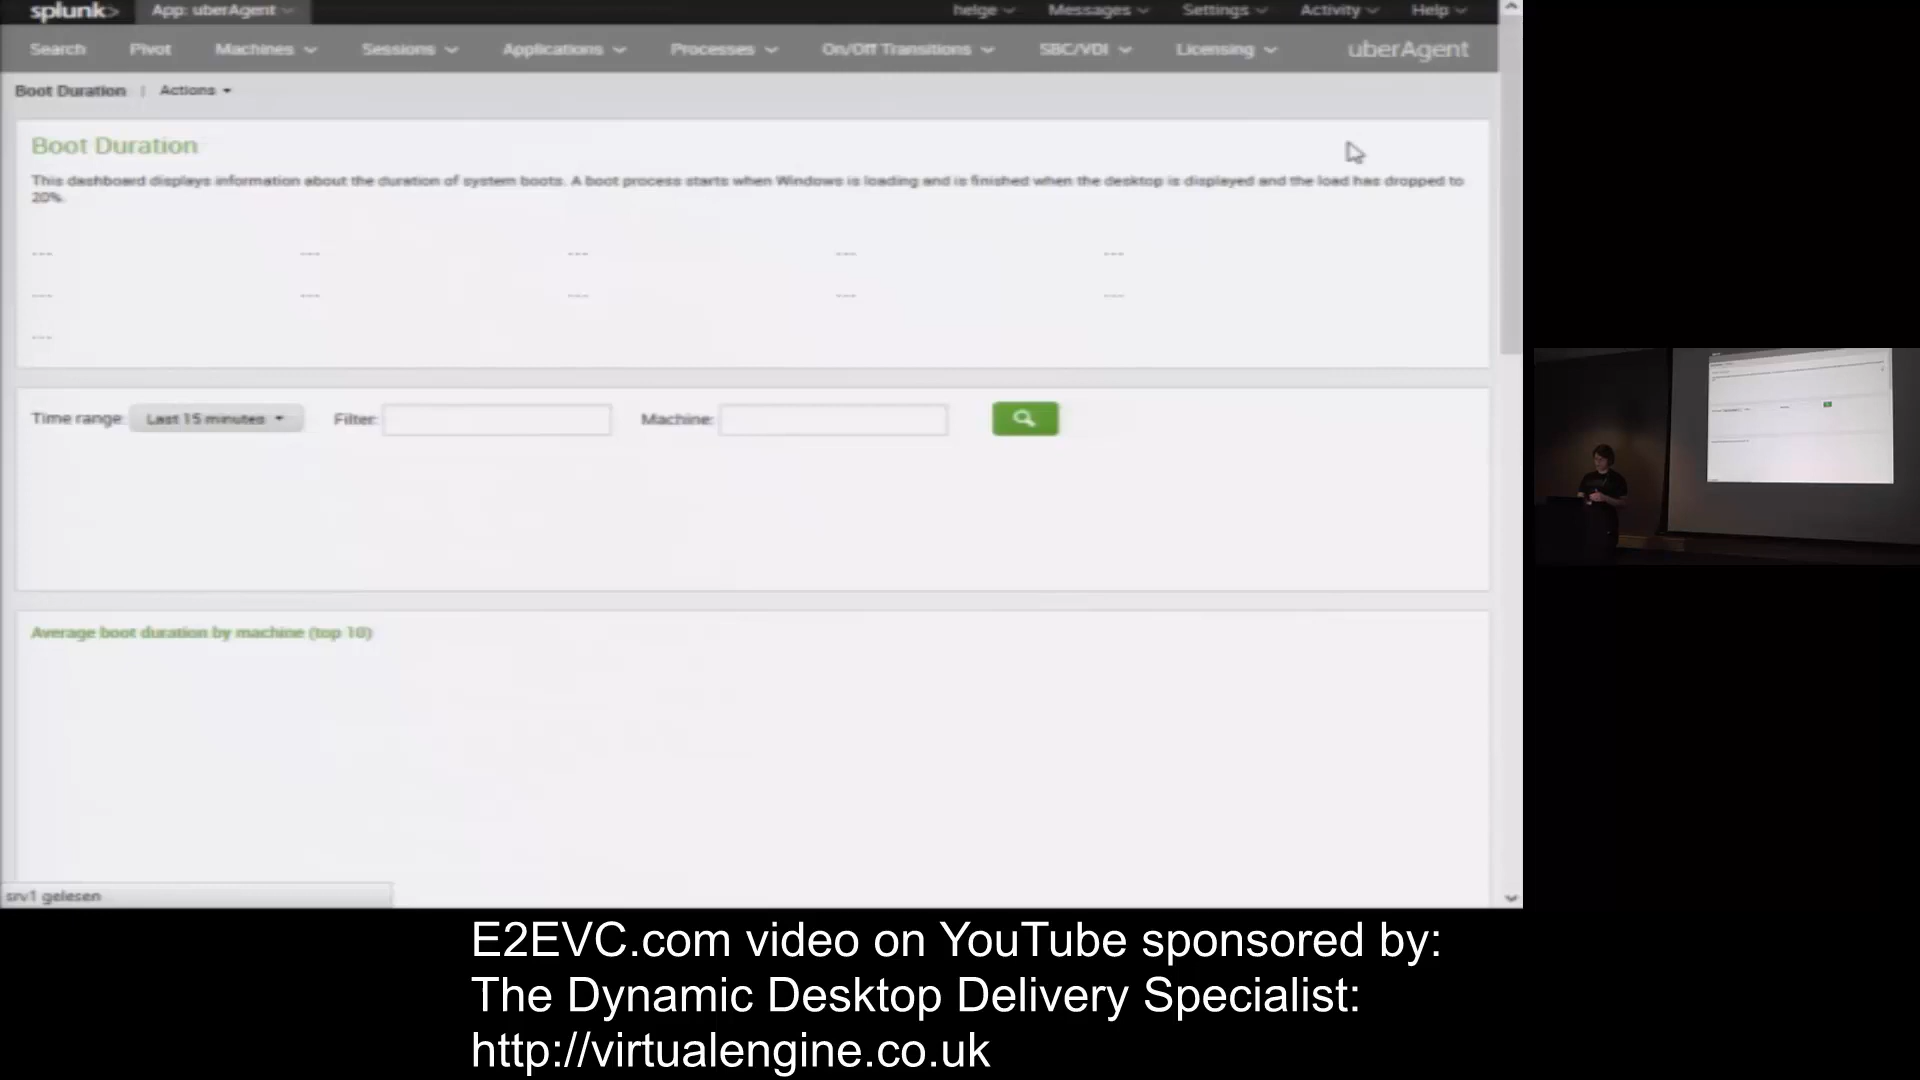 splunk> App: uberAgent helge Messages Settings Activity Help
Search Pivot Machines Sessions Applications Processes On/Off Transitions SBC/VDI Licensing uberAgent
Boot Duration | Actions
Boot Duration
This dashboard displays information about the duration of system boots. A boot process starts when Windows is loading and is finished when the desktop is displayed and the load has dropped to
20%.
--- --- --- --- ---
--- --- --- --- ---
---
Time range: Last 15 minutes Filter: Machine:
Average boot duration by machine (top 10)
srv1 gelesen
E2EVC.com video on YouTube sponsored by:
The Dynamic Desktop Delivery Specialist:
http://virtualengine.co.uk